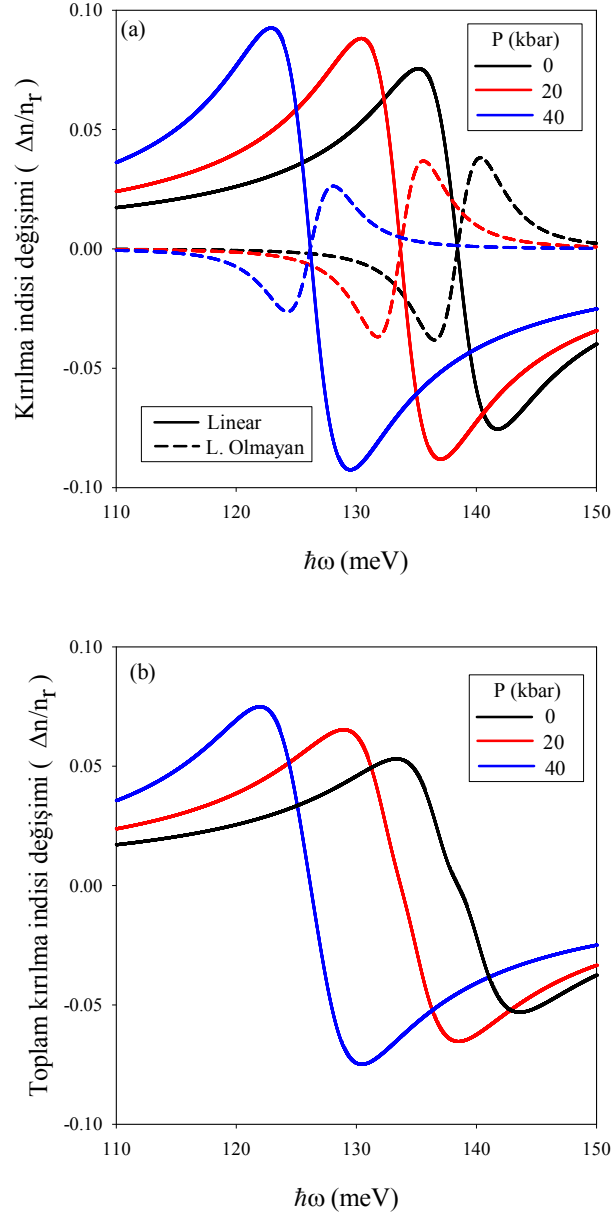 (a)
P (kbar)
0
20
40
Kırılma indisi değişimi ( Δn/nr)
0.10
0.05
0.00
-0.05
-0.10
Linear
L. Olmayan
110 120 130 140 150
ħω (meV)
(b)
P (kbar)
0
20
40
Toplam kırılma indisi değişimi ( Δn/nr)
0.10
0.05
0.00
-0.05
-0.10
110 120 130 140 150
ħω (meV)